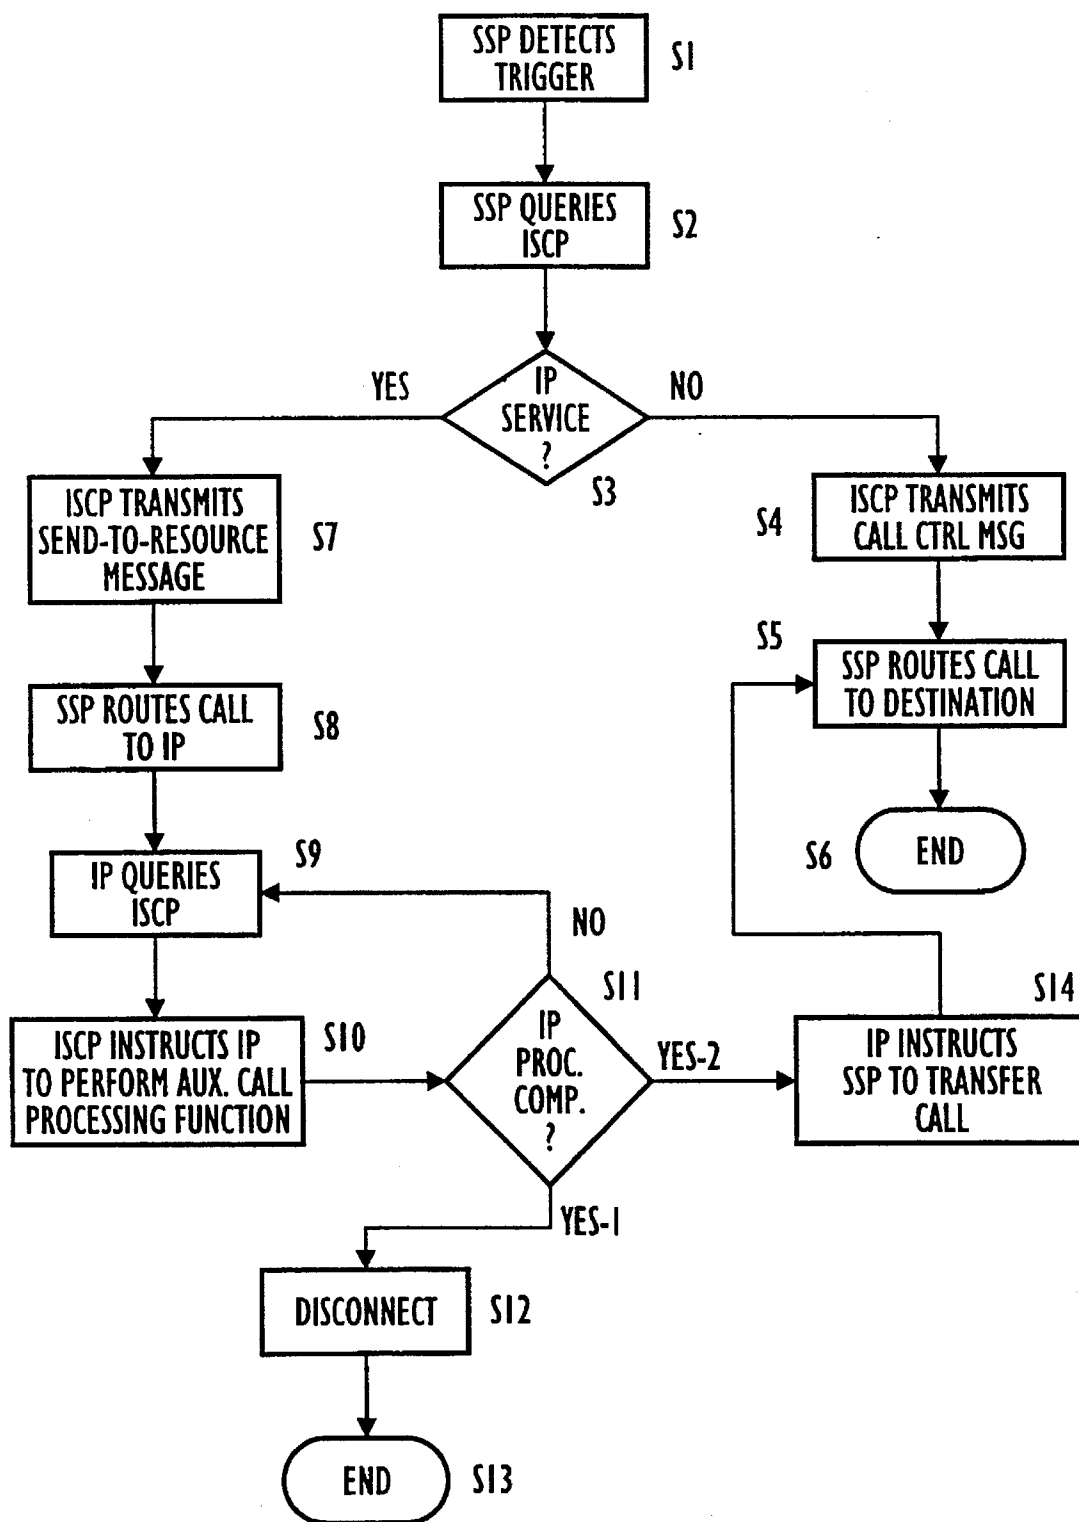 SSP DETECTS
TRIGGER
S1
SSP QUERIES
ISCP
S2
YES
IP
SERVICE
?
NO
S3
ISCP TRANSMITS
SEND-TO-RESOURCE
MESSAGE
S7
S4
ISCP TRANSMITS
CALL CTRL MSG
S5
SSP ROUTES CALL
TO DESTINATION
SSP ROUTES CALL
TO IP
S8
S6
END
IP QUERIES
ISCP
S9
NO
S11
S14
ISCP INSTRUCTS IP
TO PERFORM AUX. CALL
PROCESSING FUNCTION
S10
IP
PROC.
COMP.
?
YES-2
IP INSTRUCTS
SSP TO TRANSFER
CALL
YES-1
DISCONNECT
S12
END
S13